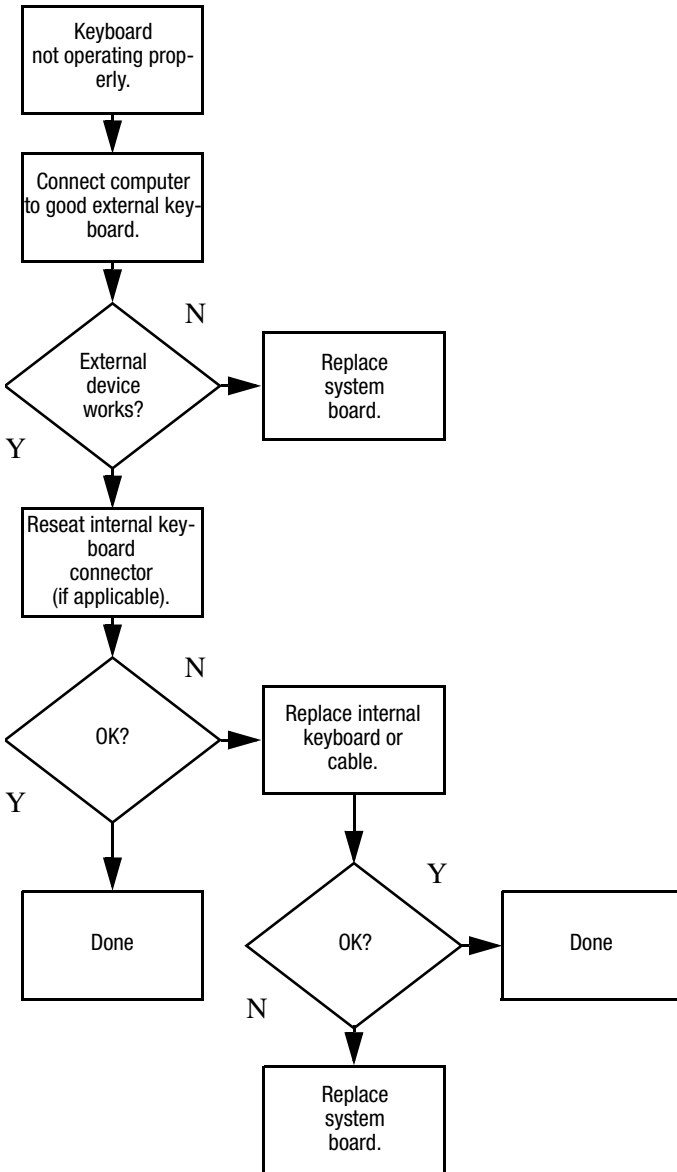 Keyboard
not operating prop-
erly.
Connect computer
to good external key-
board.
N
External
device
works?
Replace
system
board.
Y
Reseat internal key-
board
connector
(if applicable).
N
OK?
Replace internal
keyboard or
cable.
Y
Y
Done
OK?
Done
N
Replace
system
board.